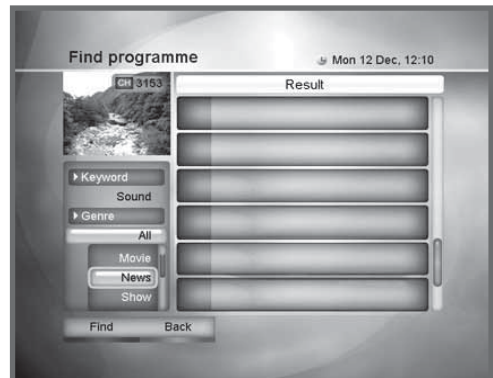 Find programme
Mon 12 Dec, 12:10
CH 3153
Result
Keyword
Sound
Genre
All
Movie
News
Show
Find Back